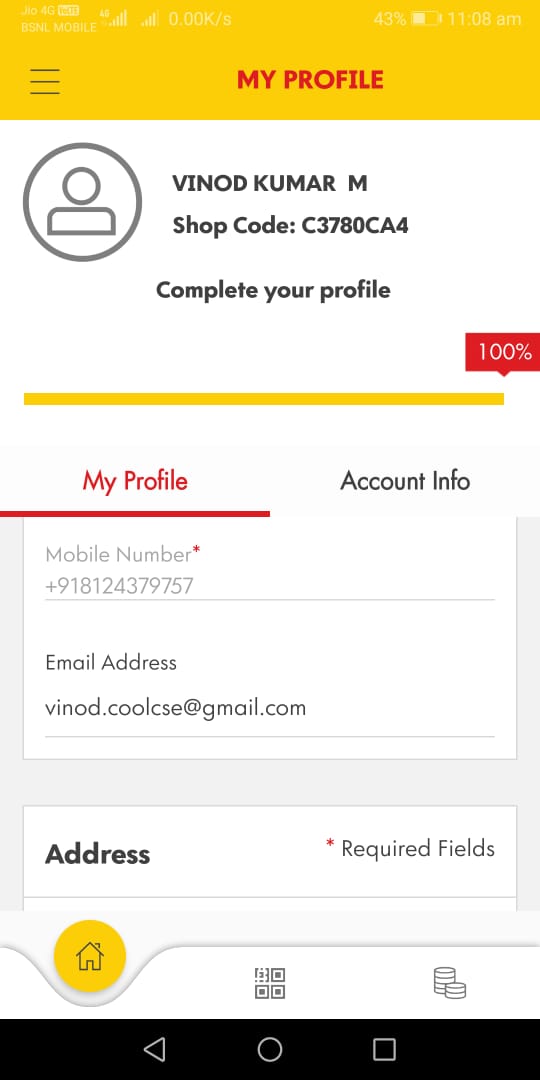 Jio 4G VoLTE 4G 0.00K/s 43% 11:08 am
BSNL MOBILE
MY PROFILE
VINOD KUMAR M
Shop Code: C3780CA4
Complete your profile
100%
My Profile Account Info
Mobile Number*
+918124379757
Email Address
vinod.coolcse@gmail.com
Address * Required Fields